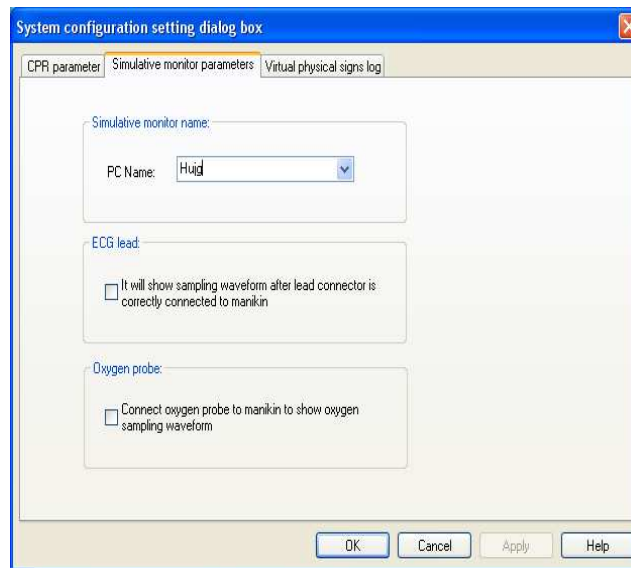 System configuration setting dialog box
CPR parameter Simulative monitor parameters Virtual physical signs log
Simulative monitor name:
PC Name: Hujg
ECG lead:
It will show sampling waveform after lead connector is
correctly connected to manikin
Oxygen probe:
Connect oxygen probe to manikin to show oxygen
sampling waveform
OK Cancel Apply Help